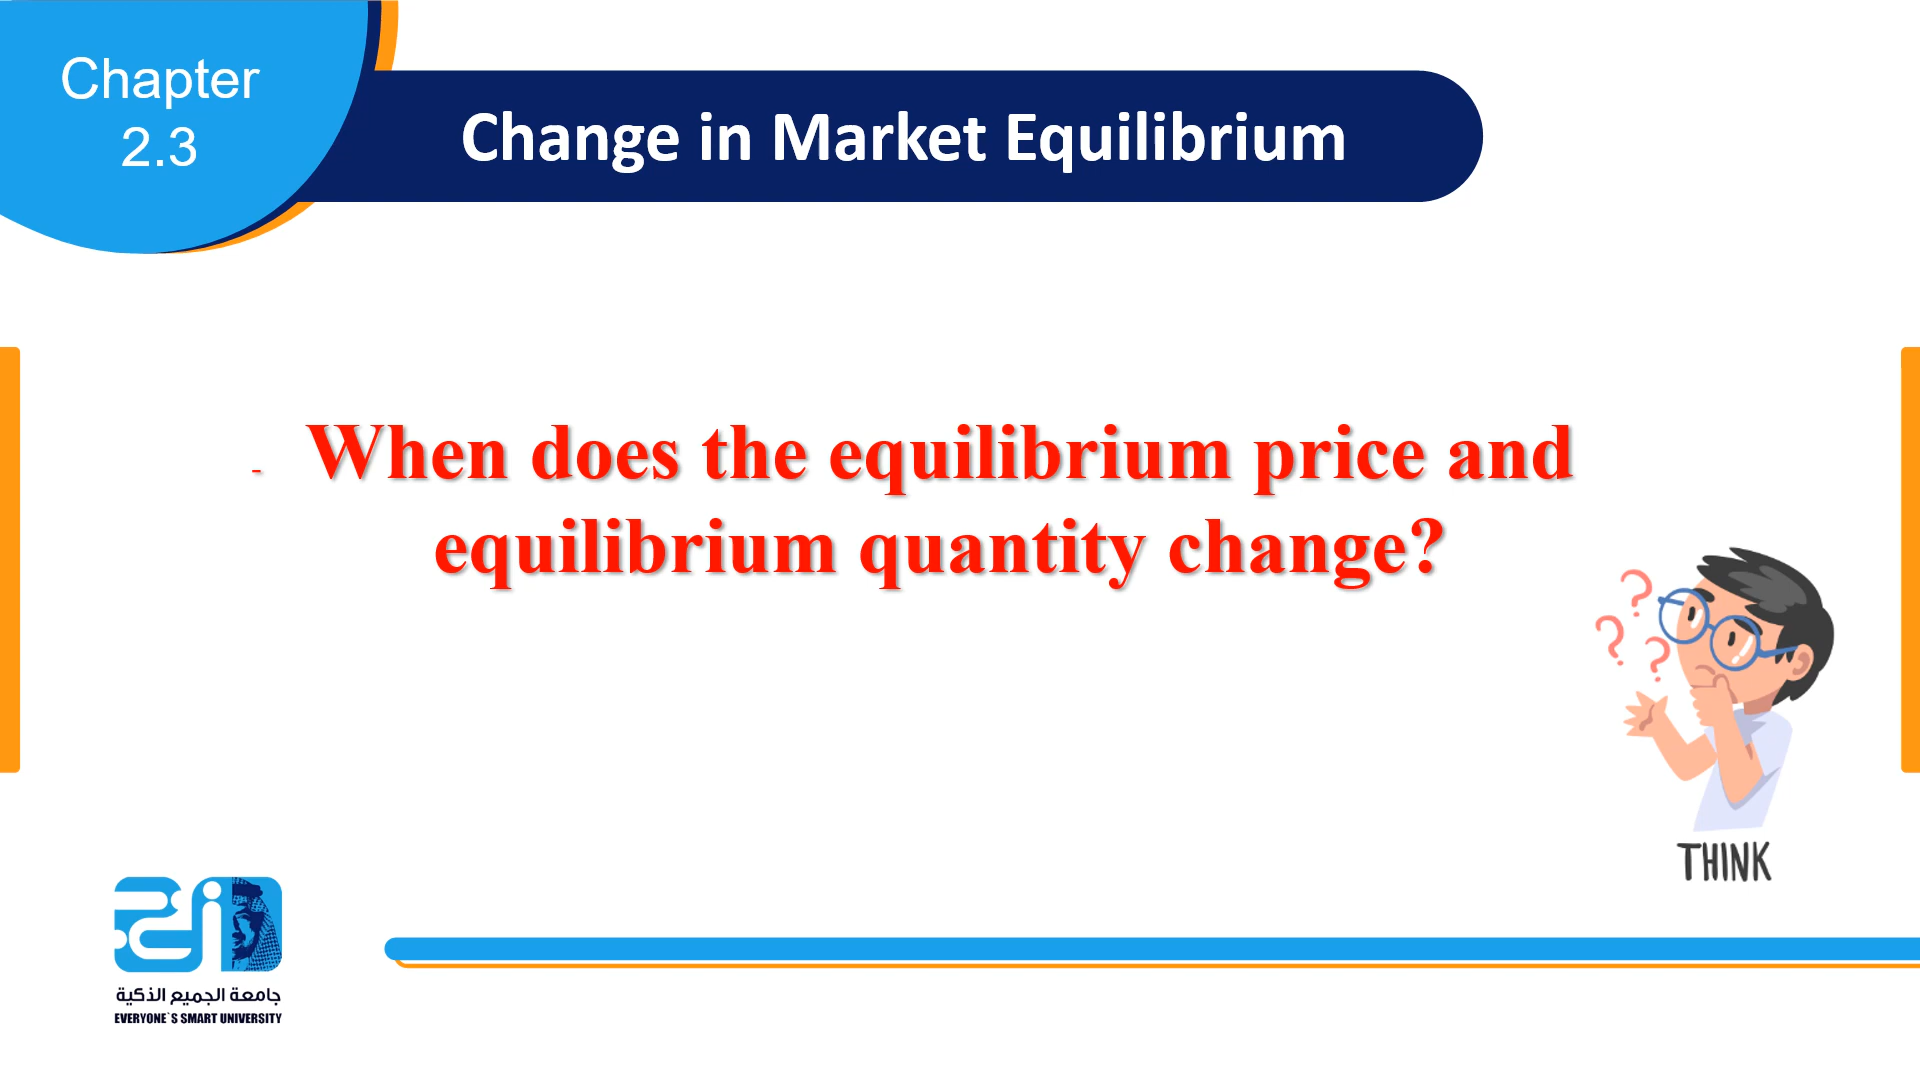 Chapter
2.3
Change in Market Equilibrium
- When does the equilibrium price and
equilibrium quantity change?
? ? ?
THINK
جامعة الجميع الذكية
EVERYONE`S SMART UNIVERSITY